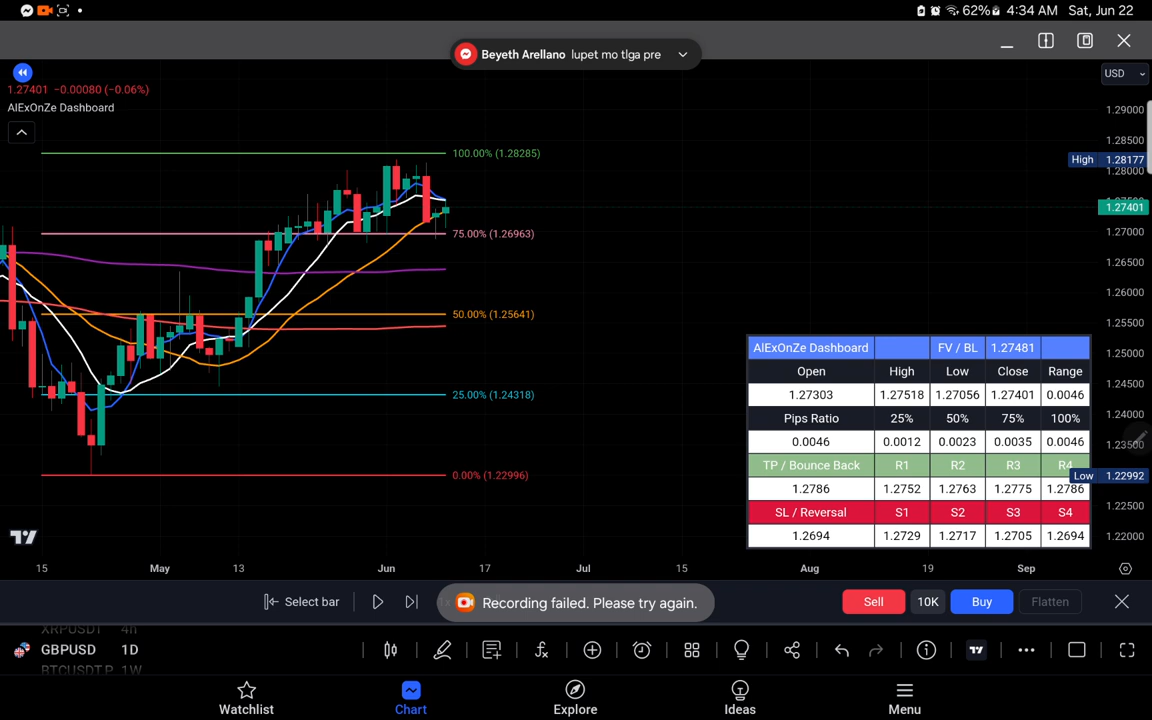 62% 4:34 AM Sat, Jun 22
Beyeth Arellano lupet mo tlga pre
USD
1.27401 −0.00080 (−0.06%)
AlExOnZe Dashboard
1.29000
1.28500
100.00% (1.28285)
High 1.28177
1.28000
1.27401
75.00% (1.26963)
1.27000
1.26500
1.26000
50.00% (1.25641)
1.25500
1.25000
25.00% (1.24318)
1.24500
1.24000
1.23500
0.00% (1.22996)
Low 1.22992
1.22500
1.22000
AlExOnZe Dashboard FV / BL 1.27481
Open High Low Close Range
1.27303 1.27518 1.27056 1.27401 0.0046
Pips Ratio 25% 50% 75% 100%
0.0046 0.0012 0.0023 0.0035 0.0046
TP / Bounce Back R1 R2 R3 R4
1.2786 1.2752 1.2763 1.2775 1.2786
SL / Reversal S1 S2 S3 S4
1.2694 1.2729 1.2717 1.2705 1.2694
15 May 13 Jun 17 Jul 15 Aug 19 Sep
Select bar
Recording failed. Please try again.
Sell 10K Buy Flatten
XRPUSDT 4h
GBPUSD 1D
BTCUSDT.P 1W
Watchlist Chart Explore Ideas Menu